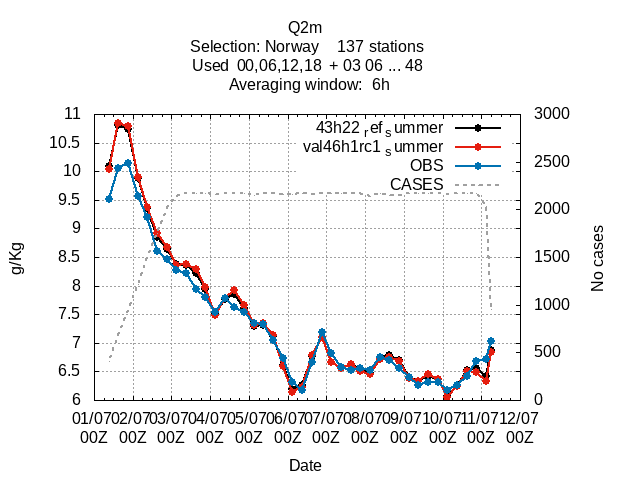 Q2m
Selection: Norway 137 stations
Used 00,06,12,18 + 03 06 ... 48
Averaging window: 6h
43h22refsummer
val46h1rc1summer
OBS
CASES
11
10.5
10
9.5
9
8.5
8
7.5
7
6.5
6
3000
2500
2000
1500
1000
500
0
g/Kg
No cases
01/07 02/07 03/07 04/07 05/07 06/07 07/07 08/07 09/07 10/07 11/07 12/07
00Z 00Z 00Z 00Z 00Z 00Z 00Z 00Z 00Z 00Z 00Z 00Z
Date